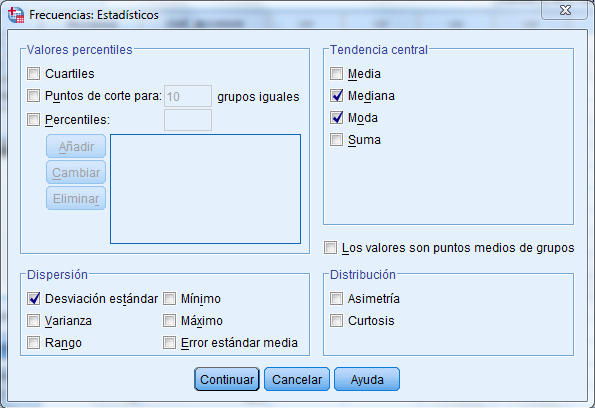 Frecuencias: Estadísticos
Valores percentiles
Cuartiles
Puntos de corte para: 10 grupos iguales
Percentiles:
Añadir
Cambiar
Eliminar
Tendencia central
Media
Mediana
Moda
Suma
Los valores son puntos medios de grupos
Dispersión
Desviación estándar
Mínimo
Varianza
Máximo
Rango
Error estándar media
Distribución
Asimetría
Curtosis
Continuar
Cancelar
Ayuda